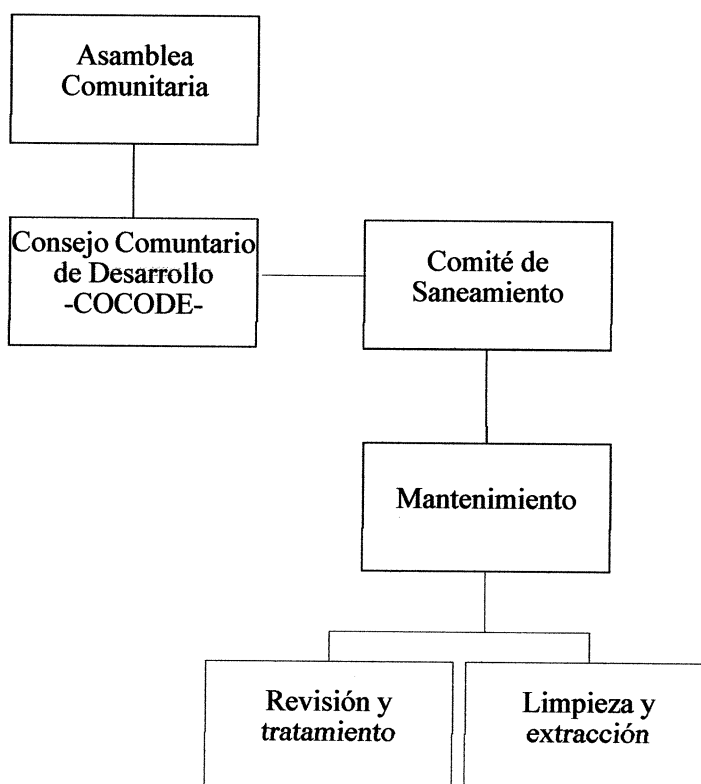 Asamblea
Comunitaria
Consejo Comuntario
de Desarrollo
-COCODE-
Comité de
Saneamiento
Mantenimiento
Revisión y
tratamiento
Limpieza y
extracción